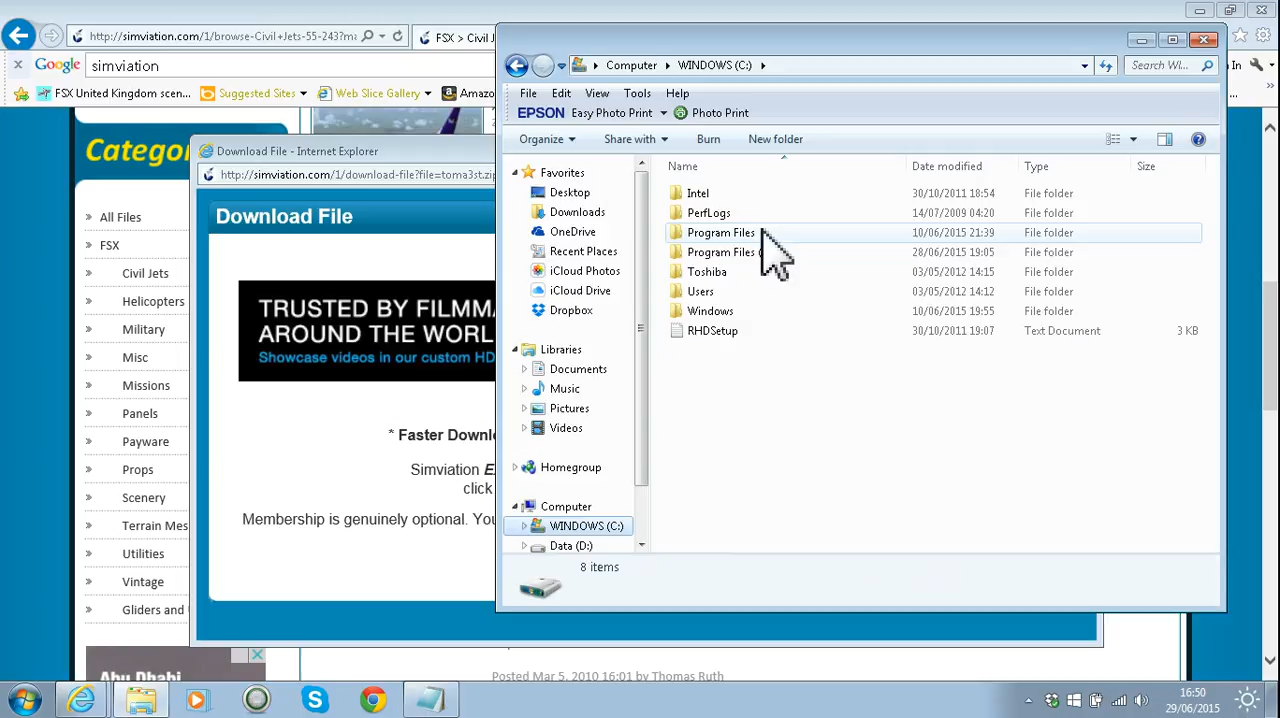 http://simviation.com/1/browse-Civil+Jets-55-243?m
FSX > Civil J
Google
simviation
FSX United Kingdom scen...
Suggested Sites
Web Slice Gallery
Amazo
In
Catego
All Files
FSX
Civil Jets
Helicopters
Military
Misc
Missions
Panels
Payware
Props
Scenery
Terrain Mes
Utilities
Vintage
Gliders and
Abu Dhabi
Download File - Internet Explorer
http://simviation.com/1/download-file?file=toma3st.zip
Download File
TRUSTED BY FILMMA
AROUND THE WORL
Showcase videos in our custom HD
* Faster Downlo
Simviation E
click
Membership is genuinely optional. You
Posted Mar 5, 2010 16:01 by Thomas Ruth
Computer
WINDOWS (C:)
Search WI...
File Edit View Tools Help
EPSON Easy Photo Print Photo Print
Organize Share with Burn New folder
Favorites
Desktop
Downloads
OneDrive
Recent Places
iCloud Photos
iCloud Drive
Dropbox
Libraries
Documents
Music
Pictures
Videos
Homegroup
Computer
WINDOWS (C:)
Data (D:)
Name Date modified Type Size
Intel 30/10/2011 18:54 File folder
PerfLogs 14/07/2009 04:20 File folder
Program Files 10/06/2015 21:39 File folder
Program Files ( 28/06/2015 19:05 File folder
Toshiba 03/05/2012 14:15 File folder
Users 03/05/2012 14:12 File folder
Windows 10/06/2015 19:55 File folder
RHDSetup 30/10/2011 19:07 Text Document 3 KB
8 items
16:50
29/06/2015